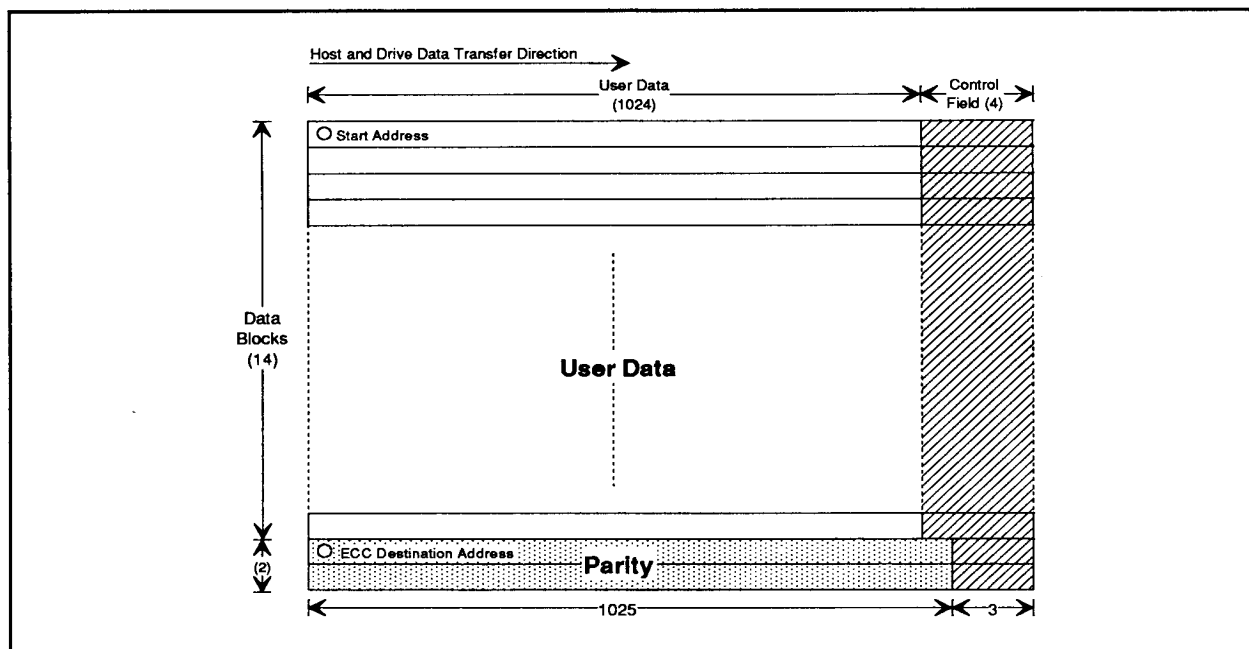 Host and Drive Data Transfer Direction
User Data
(1024)
Control
Field (4)
Start Address
Data
Blocks
(14)
User Data
ECC Destination Address
(2)
Parity
1025
3